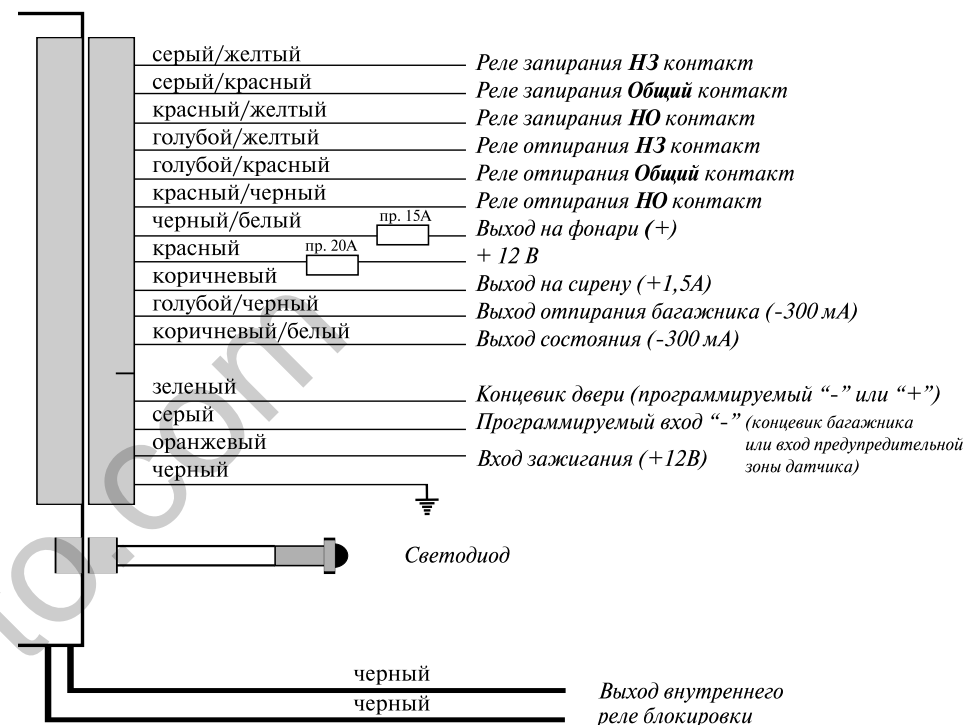 серый/желтый Реле запирания НЗ контакт
серый/красный Реле запирания Общий контакт
красный/желтый Реле запирания НО контакт
голубой/желтый Реле отпирания НЗ контакт
голубой/красный Реле отпирания Общий контакт
красный/черный Реле отпирания НО контакт
черный/белый пр. 15А Выход на фонари (+)
красный пр. 20А + 12 В
коричневый Выход на сирену (+1,5А)
голубой/черный Выход отпирания багажника (-300 мА)
коричневый/белый Выход состояния (-300 мА)
зеленый Концевик двери (программируемый “-” или “+”)
серый Программируемый вход “-” (концевик багажника
или вход предупредительной
зоны датчика)
оранжевый Вход зажигания (+12В)
черный
Светодиод
черный
черный
Выход внутреннего
реле блокировки
to.com